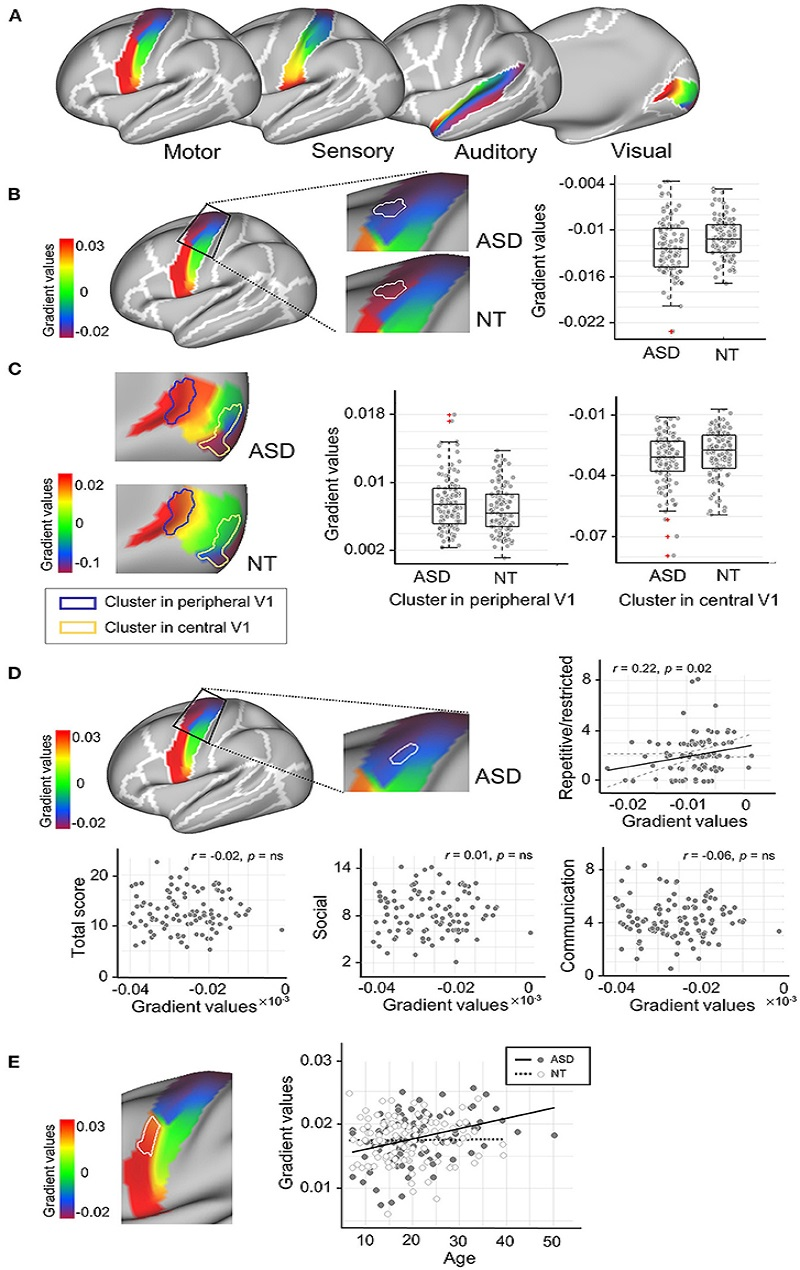 A
Motor
Sensory
Auditory
Visual
B
Gradient values
0.03
0
-0.02
ASD
NT
Gradient values
-0.004
-0.01
-0.016
-0.022
ASD
NT
C
ASD
Gradient values
0.02
0
-0.1
NT
Cluster in peripheral V1
Cluster in central V1
Gradient values
0.018
0.01
0.002
ASD
NT
Cluster in peripheral V1
-0.01
-0.04
-0.07
ASD
NT
Cluster in central V1
D
Gradient values
0.03
0
-0.02
ASD
r = 0.22, p = 0.02
Repetitive/restricted
8
4
0
-0.02
-0.01
0
Gradient values
r = -0.02, p = ns
Total score
20
10
0
-0.04
-0.02
0
Gradient values ×10-3
r = 0.01, p = ns
Social
14
8
2
-0.04
-0.02
0
Gradient values ×10-3
r = -0.06, p = ns
Communication
8
4
0
-0.04
-0.02
0
Gradient values ×10-3
E
Gradient values
0.03
0
-0.02
Gradient values
0.03
0.02
0.01
ASD
NT
10 20 30 40 50
Age